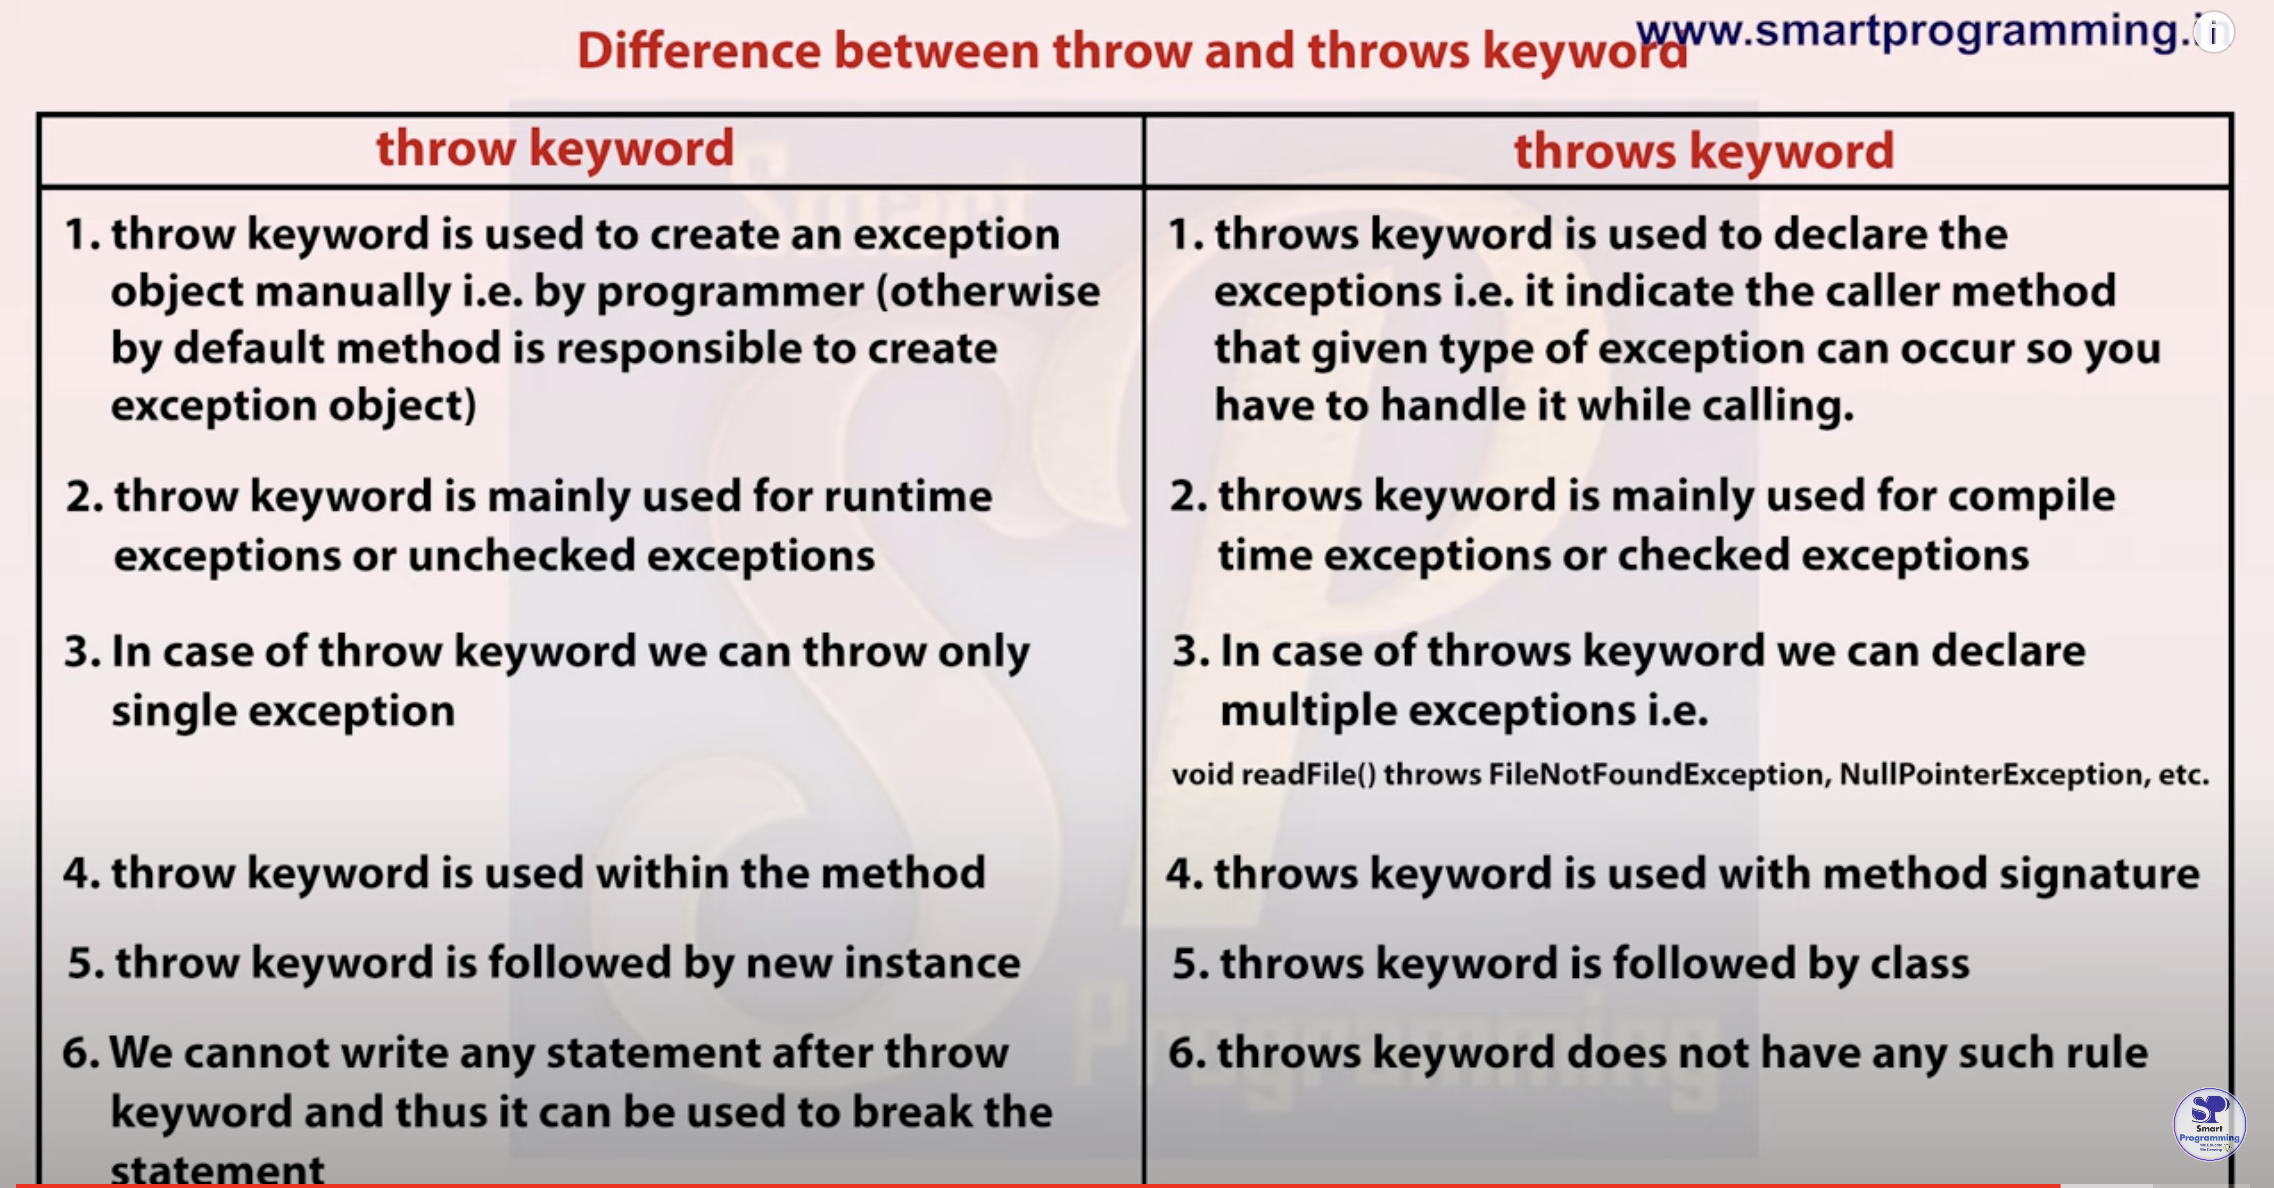 www.smartprogramming.in
Difference between throw and throws keyword
throw keyword
throws keyword
1. throw keyword is used to create an exception
object manually i.e. by programmer (otherwise
by default method is responsible to create
exception object)
2. throw keyword is mainly used for runtime
exceptions or unchecked exceptions
3. In case of throw keyword we can throw only
single exception
4. throw keyword is used within the method
5. throw keyword is followed by new instance
6. We cannot write any statement after throw
keyword and thus it can be used to break the
statement
1. throws keyword is used to declare the
exceptions i.e. it indicate the caller method
that given type of exception can occur so you
have to handle it while calling.
2. throws keyword is mainly used for compile
time exceptions or checked exceptions
3. In case of throws keyword we can declare
multiple exceptions i.e.
void readFile() throws FileNotFoundException, NullPointerException, etc.
4. throws keyword is used with method signature
5. throws keyword is followed by class
6. throws keyword does not have any such rule
Smart
SP
Programming
SP
Smart
Programming